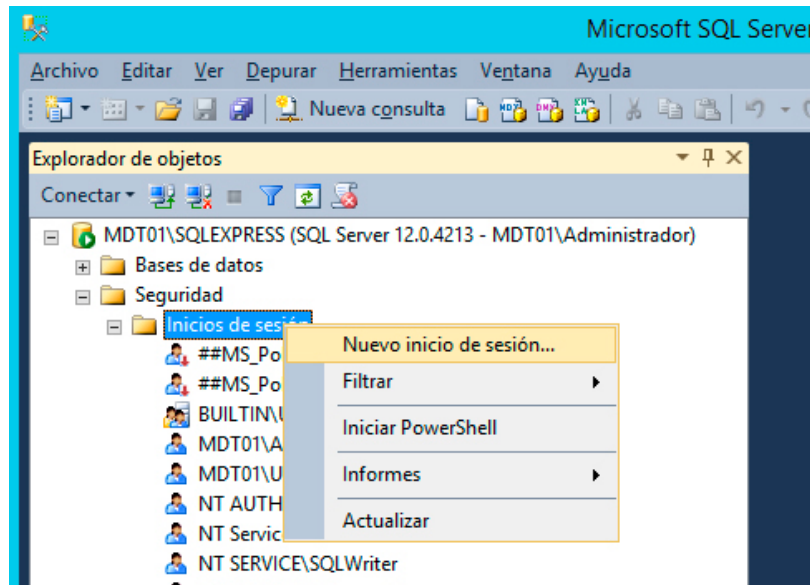 Microsoft SQL Server
Archivo Editar Ver Depurar Herramientas Ventana Ayuda
Nueva consulta
Explorador de objetos
Conectar
MDT01\SQLEXPRESS (SQL Server 12.0.4213 - MDT01\Administrador)
Bases de datos
Seguridad
Inicios de sesión
Nuevo inicio de sesión...
Filtrar
Iniciar PowerShell
Informes
Actualizar
##MS_Po
##MS_Po
BUILTIN\U
MDT01\A
MDT01\U
NT AUTH
NT Servic
NT SERVICE\SQLWriter